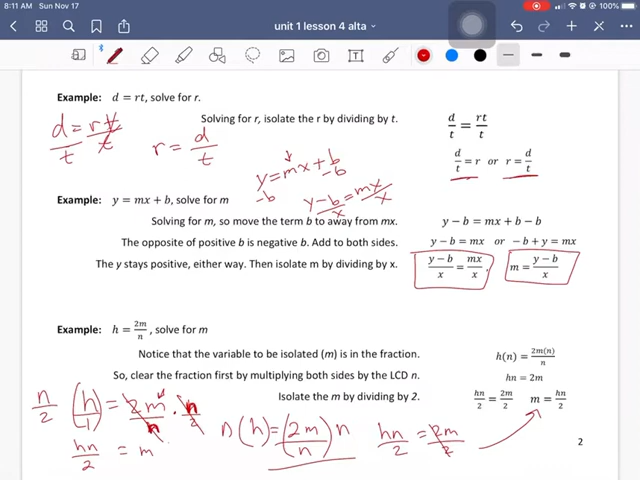 8:11 AM Sun Nov 17
100%
unit 1 lesson 4 alta
Example: d = rt, solve for r.
Solving for r, isolate the r by dividing by t.
d/t = rt/t
d/t = r or r = d/t
d/t = rt/t
r = d/t
y = mx + b
-b -b
y-b/x = mx/x
Example: y = mx + b, solve for m
Solving for m, so move the term b to away from mx.
y − b = mx + b − b
The opposite of positive b is negative b. Add to both sides.
y − b = mx or −b + y = mx
The y stays positive, either way. Then isolate m by dividing by x.
y−b/x = mx/x.
m = y−b/x
Example: h = 2m/n, solve for m
Notice that the variable to be isolated (m) is in the fraction.
h(n) = 2m(n)/n
So, clear the fraction first by multiplying both sides by the LCD n.
hn = 2m
Isolate the m by dividing by 2.
hn/2 = 2m/2
m = hn/2
n/2 (h/1) = 2m/n · n/2
hn/2 = m
n(h) = (2m/n)n
hn/2 = 2m/2
2